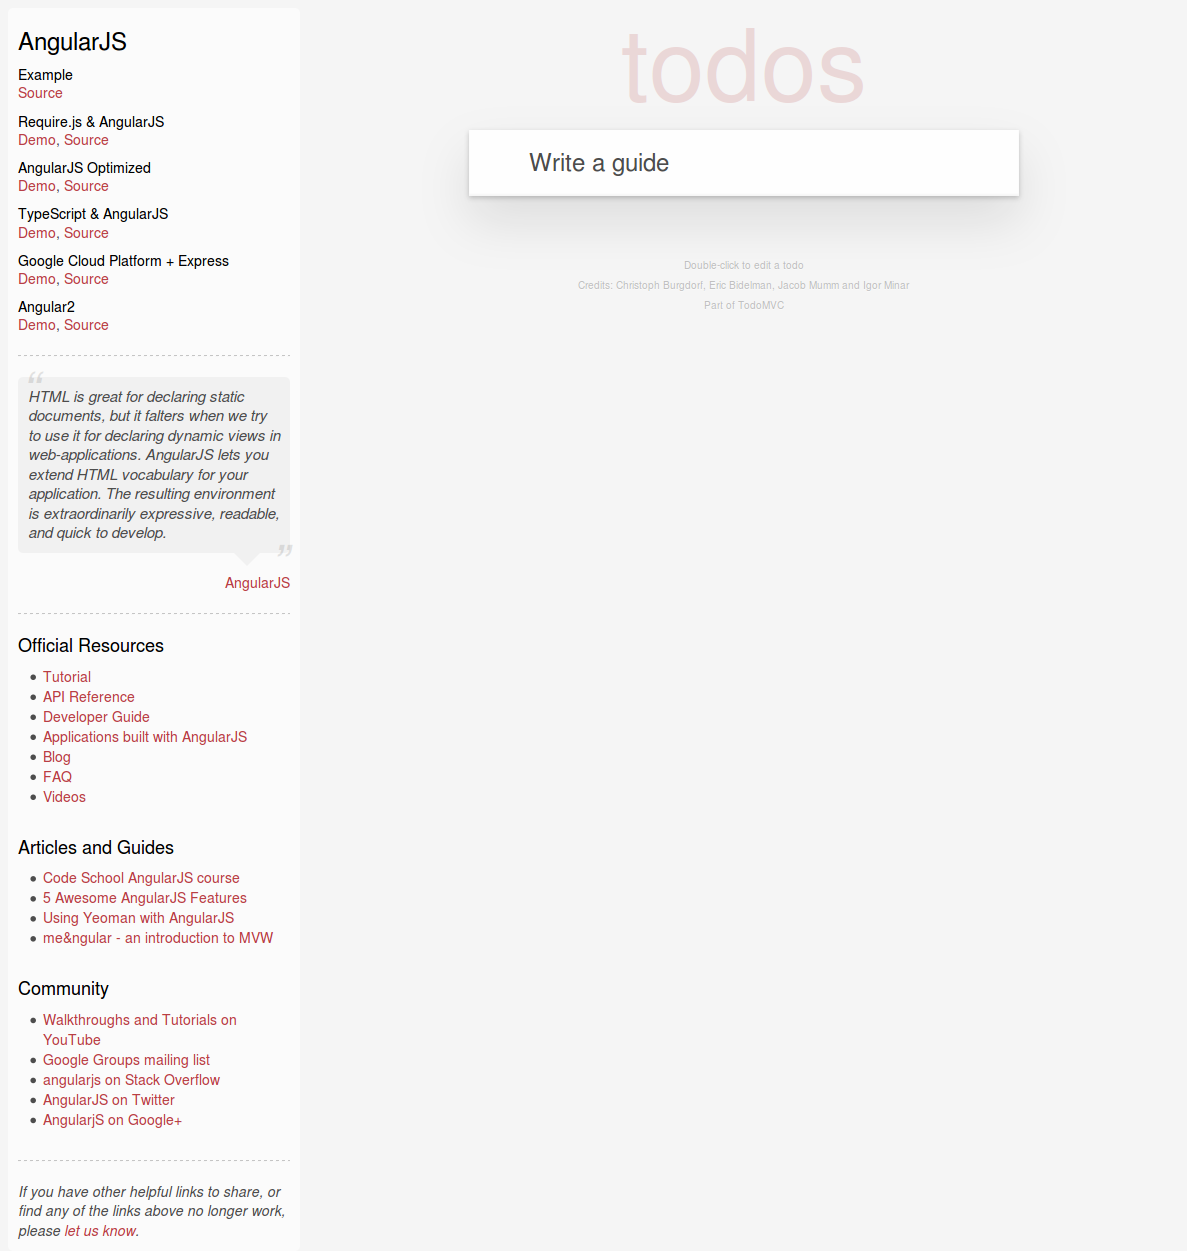 AngularJS
Example
Source
Require.js & AngularJS
Demo, Source
AngularJS Optimized
Demo, Source
TypeScript & AngularJS
Demo, Source
Google Cloud Platform + Express
Demo, Source
Angular2
Demo, Source
“
HTML is great for declaring static
documents, but it falters when we try
to use it for declaring dynamic views in
web-applications. AngularJS lets you
extend HTML vocabulary for your
application. The resulting environment
is extraordinarily expressive, readable,
and quick to develop.
”
AngularJS
Official Resources
• Tutorial
• API Reference
• Developer Guide
• Applications built with AngularJS
• Blog
• FAQ
• Videos
Articles and Guides
• Code School AngularJS course
• 5 Awesome AngularJS Features
• Using Yeoman with AngularJS
• me&ngular - an introduction to MVW
Community
• Walkthroughs and Tutorials on
YouTube
• Google Groups mailing list
• angularjs on Stack Overflow
• AngularJS on Twitter
• AngularjS on Google+
If you have other helpful links to share, or
find any of the links above no longer work,
please let us know.
todos
Write a guide
Double-click to edit a todo
Credits: Christoph Burgdorf, Eric Bidelman, Jacob Mumm and Igor Minar
Part of TodoMVC